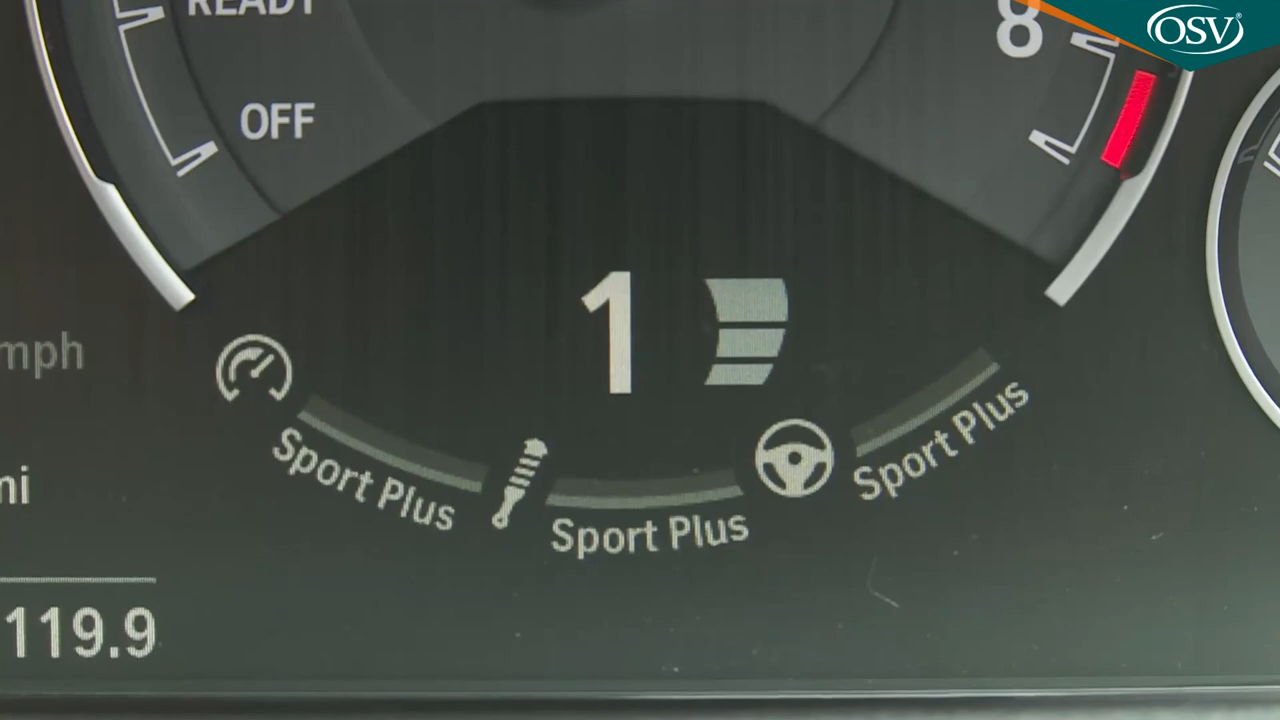 READY
OFF
8
OSV
1
mph
Sport Plus
Sport Plus
Sport Plus
mi
119.9